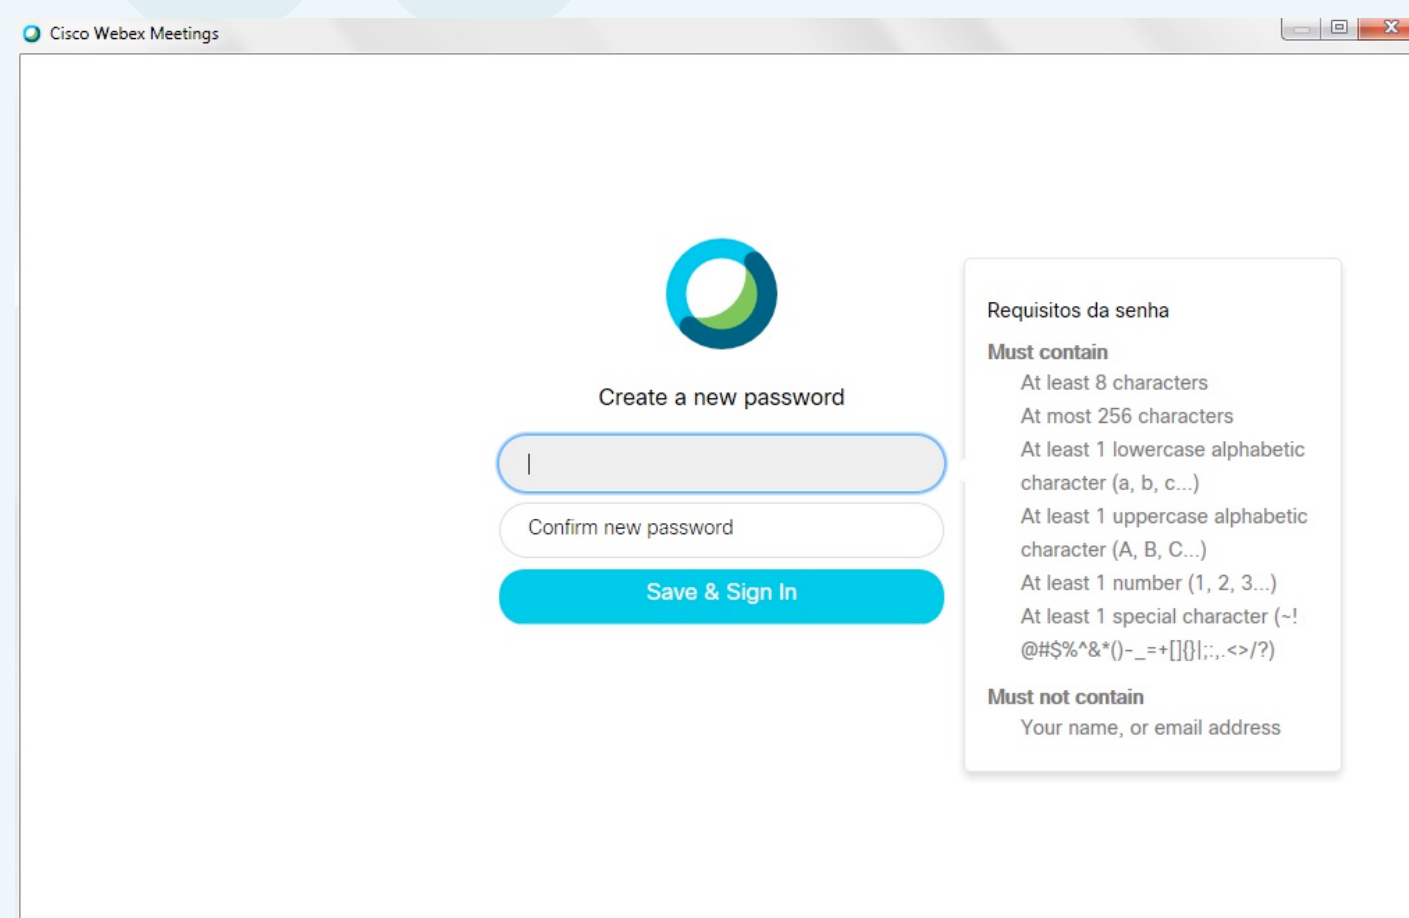 Cisco Webex Meetings
Create a new password
Confirm new password
Save & Sign In
Requisitos da senha
Must contain
At least 8 characters
At most 256 characters
At least 1 lowercase alphabetic
character (a, b, c...)
At least 1 uppercase alphabetic
character (A, B, C...)
At least 1 number (1, 2, 3...)
At least 1 special character (~!
@#$%^&*()-_=+[]{}|;:,.<>/?)
Must not contain
Your name, or email address